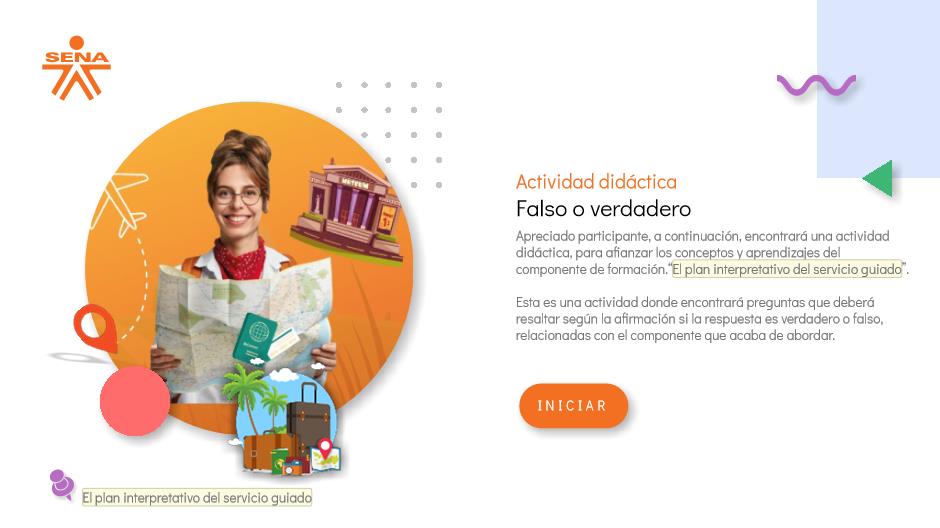 SENA
MUSEUM
Actividad didáctica
Falso o verdadero
Apreciado participante, a continuación, encontrará una actividad
didáctica, para afianzar los conceptos y aprendizajes del
componente de formación.“El plan interpretativo del servicio guiado”.
Esta es una actividad donde encontrará preguntas que deberá
resaltar según la afirmación si la respuesta es verdadero o falso,
relacionadas con el componente que acaba de abordar.
INICIAR
El plan interpretativo del servicio guiado